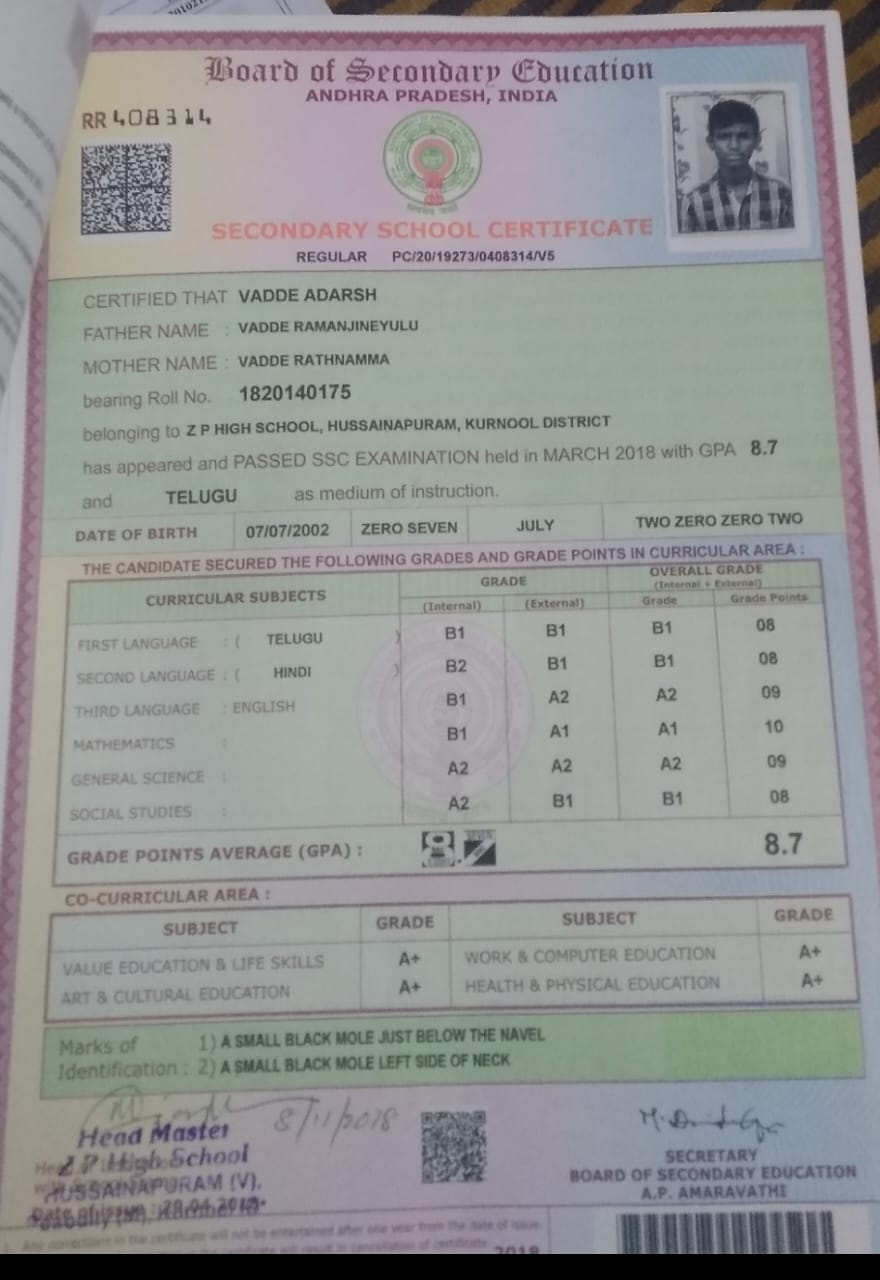 Board of Secondary Education
ANDHRA PRADESH, INDIA
RR 408314
SECONDARY SCHOOL CERTIFICATE
REGULAR PC/20/19273/0408314/V5
CERTIFIED THAT VADDE ADARSH
FATHER NAME : VADDE RAMANJINEYULU
MOTHER NAME : VADDE RATHNAMMA
bearing Roll No. 1820140175
belonging to Z P HIGH SCHOOL, HUSSAINAPURAM, KURNOOL DISTRICT
has appeared and PASSED SSC EXAMINATION held in MARCH 2018 with GPA 8.7
and TELUGU as medium of instruction.
DATE OF BIRTH 07/07/2002 ZERO SEVEN JULY TWO ZERO ZERO TWO
THE CANDIDATE SECURED THE FOLLOWING GRADES AND GRADE POINTS IN CURRICULAR AREA :
CURRICULAR SUBJECTS GRADE OVERALL GRADE
(Internal + External)
(Internal) (External) Grade Grade Points
FIRST LANGUAGE : ( TELUGU ) B1 B1 B1 08
SECOND LANGUAGE : ( HINDI ) B2 B1 B1 08
THIRD LANGUAGE : ENGLISH B1 A2 A2 09
MATHEMATICS : B1 A1 A1 10
GENERAL SCIENCE : A2 A2 A2 09
SOCIAL STUDIES : A2 B1 B1 08
GRADE POINTS AVERAGE (GPA) : 8.7
CO-CURRICULAR AREA :
SUBJECT GRADE SUBJECT GRADE
VALUE EDUCATION & LIFE SKILLS A+ WORK & COMPUTER EDUCATION A+
ART & CULTURAL EDUCATION A+ HEALTH & PHYSICAL EDUCATION A+
Marks of 1) A SMALL BLACK MOLE JUST BELOW THE NAVEL
Identification : 2) A SMALL BLACK MOLE LEFT SIDE OF NECK
8/11/2018
Head Master
Z.P. High School
HUSSAINAPURAM (V).
Date of Issue : 28.04.2018
SECRETARY
BOARD OF SECONDARY EDUCATION
A.P. AMARAVATHI
Any corrections in the certificate will not be entertained after one year from the date of issue.
certificate will result in cancellation of certificate
2018